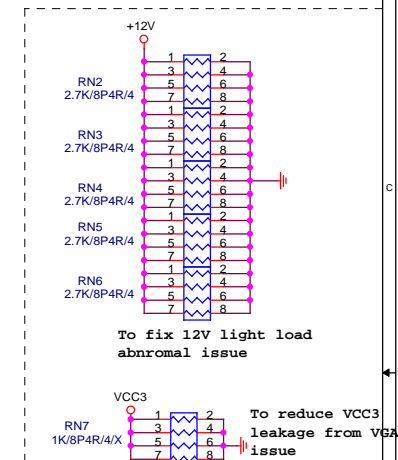 +12V
1 2
3 4
RN2 5 6
2.7K/8P4R/4 7 8
1 2
RN3 3 4
2.7K/8P4R/4 5 6
7 8
1 2
RN4 3 4
2.7K/8P4R/4 5 6
7 8
RN5 1 2
2.7K/8P4R/4 3 4
5 6
7 8
RN6 1 2
2.7K/8P4R/4 3 4
5 6
7 8
C
To fix 12V light load
abnromal issue
VCC3
RN7 1 2
1K/8P4R/4/X 3 4
5 6
7 8
To reduce VCC3
leakage from VGA
issue